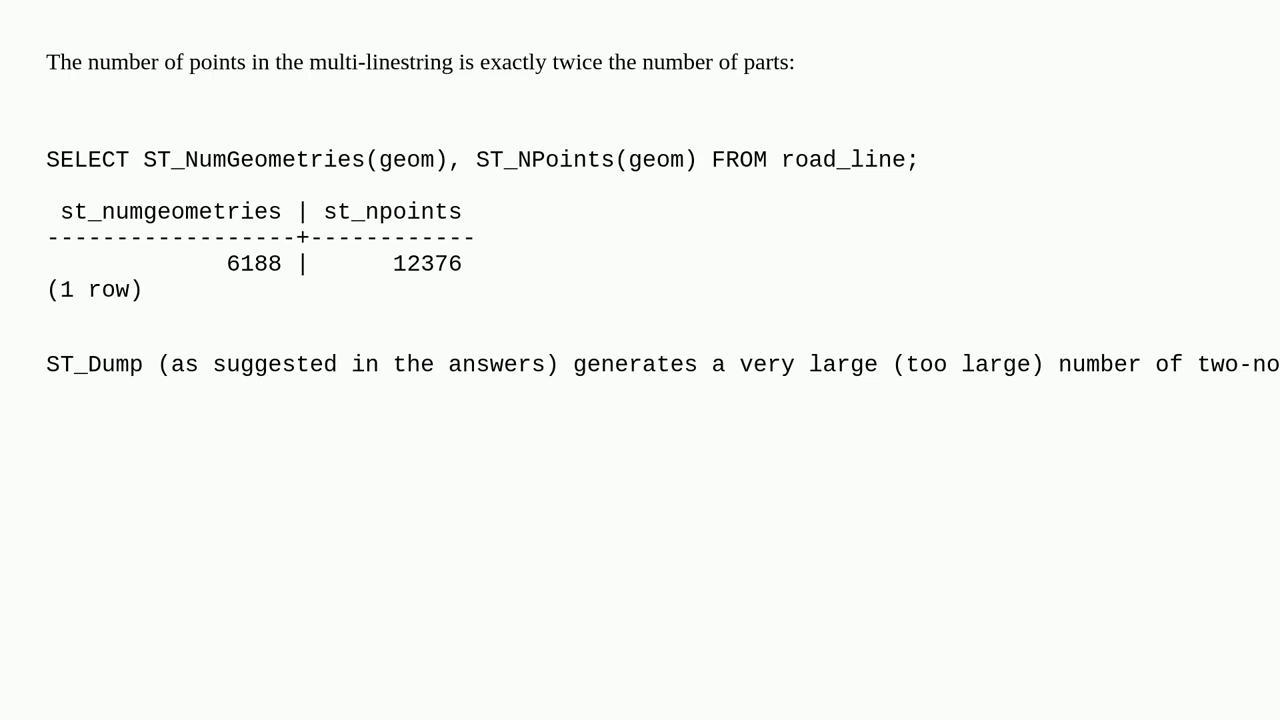 The number of points in the multi-linestring is exactly twice the number of parts:
SELECT ST_NumGeometries(geom), ST_NPoints(geom) FROM road_line;
 st_numgeometries | st_npoints
------------------+------------
             6188 |      12376
(1 row)
ST_Dump (as suggested in the answers) generates a very large (too large) number of two-no